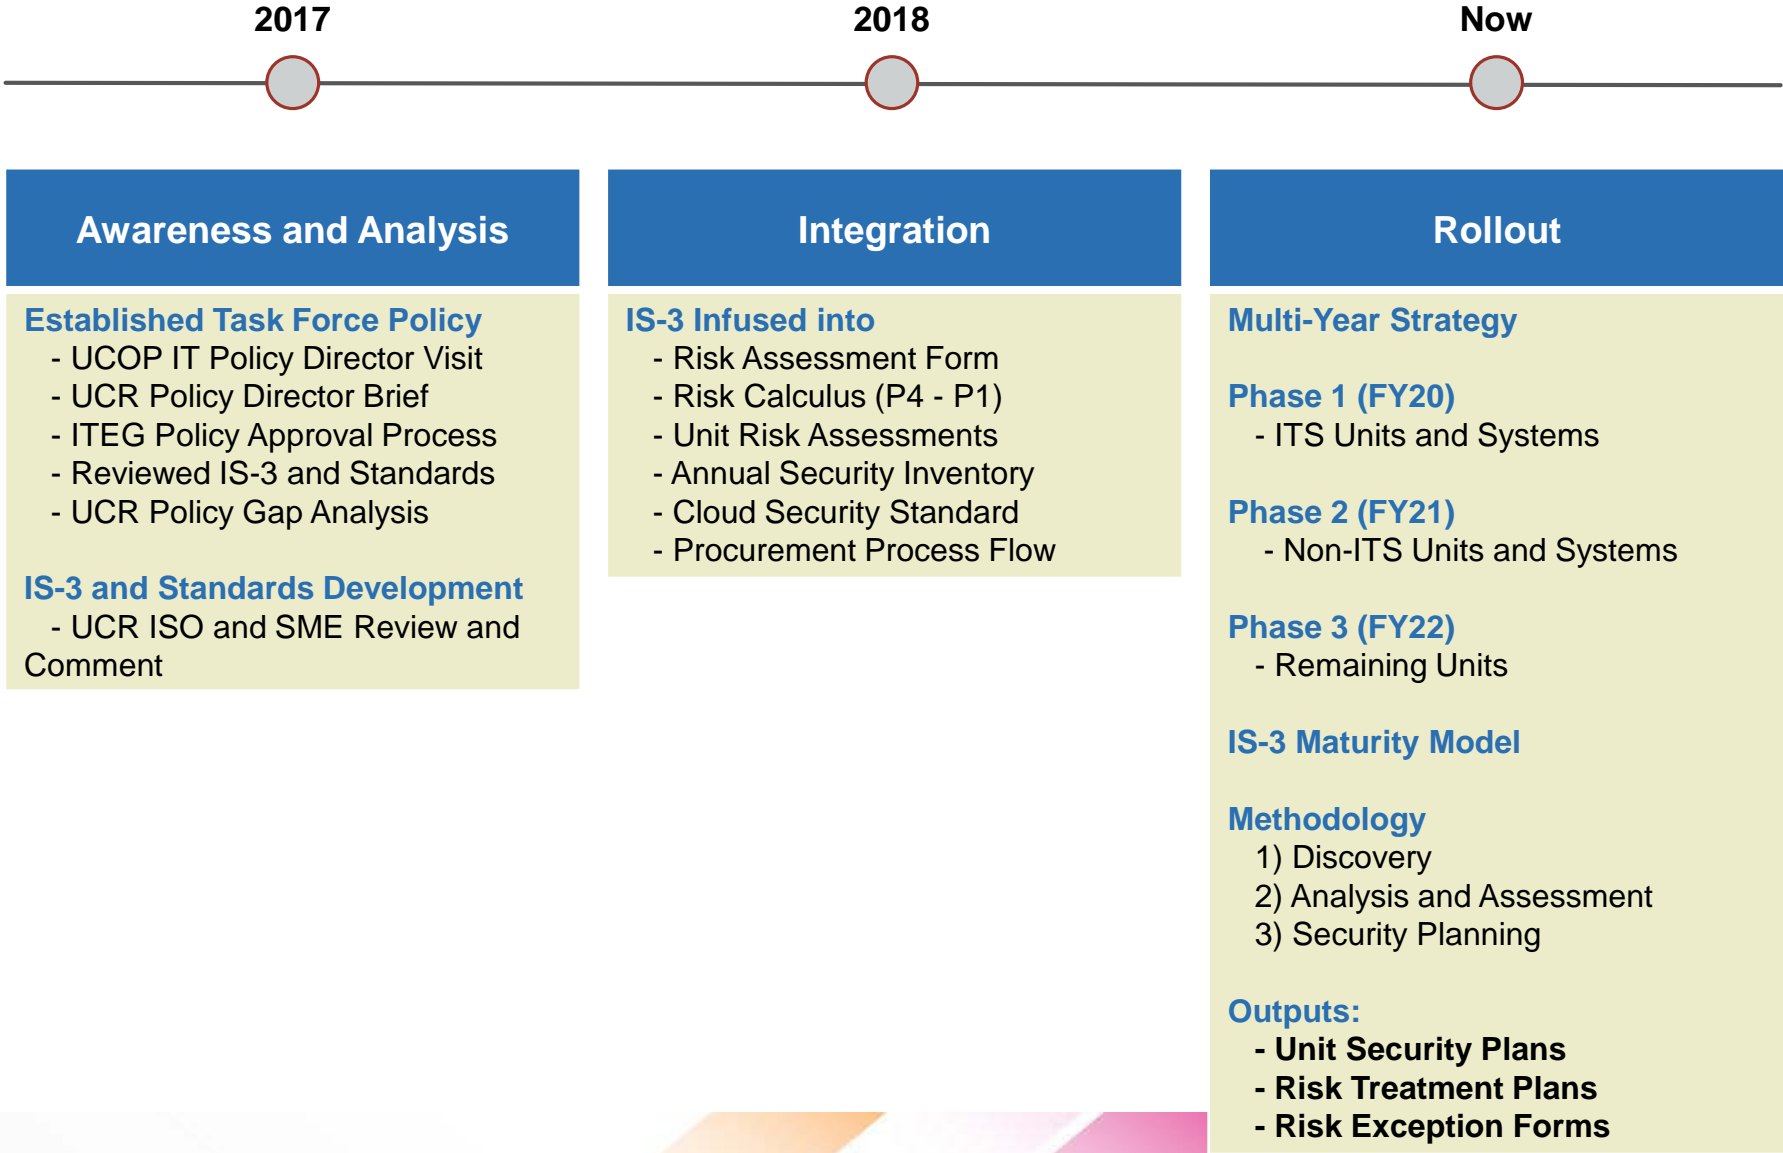 2017
2018
Now
Awareness and Analysis
Established Task Force Policy
- UCOP IT Policy Director Visit
- UCR Policy Director Brief
- ITEG Policy Approval Process
- Reviewed IS-3 and Standards
- UCR Policy Gap Analysis
IS-3 and Standards Development
- UCR ISO and SME Review and
Comment
Integration
IS-3 Infused into
- Risk Assessment Form
- Risk Calculus (P4 - P1)
- Unit Risk Assessments
- Annual Security Inventory
- Cloud Security Standard
- Procurement Process Flow
Rollout
Multi-Year Strategy
Phase 1 (FY20)
- ITS Units and Systems
Phase 2 (FY21)
- Non-ITS Units and Systems
Phase 3 (FY22)
- Remaining Units
IS-3 Maturity Model
Methodology
1) Discovery
2) Analysis and Assessment
3) Security Planning
Outputs:
- Unit Security Plans
- Risk Treatment Plans
- Risk Exception Forms